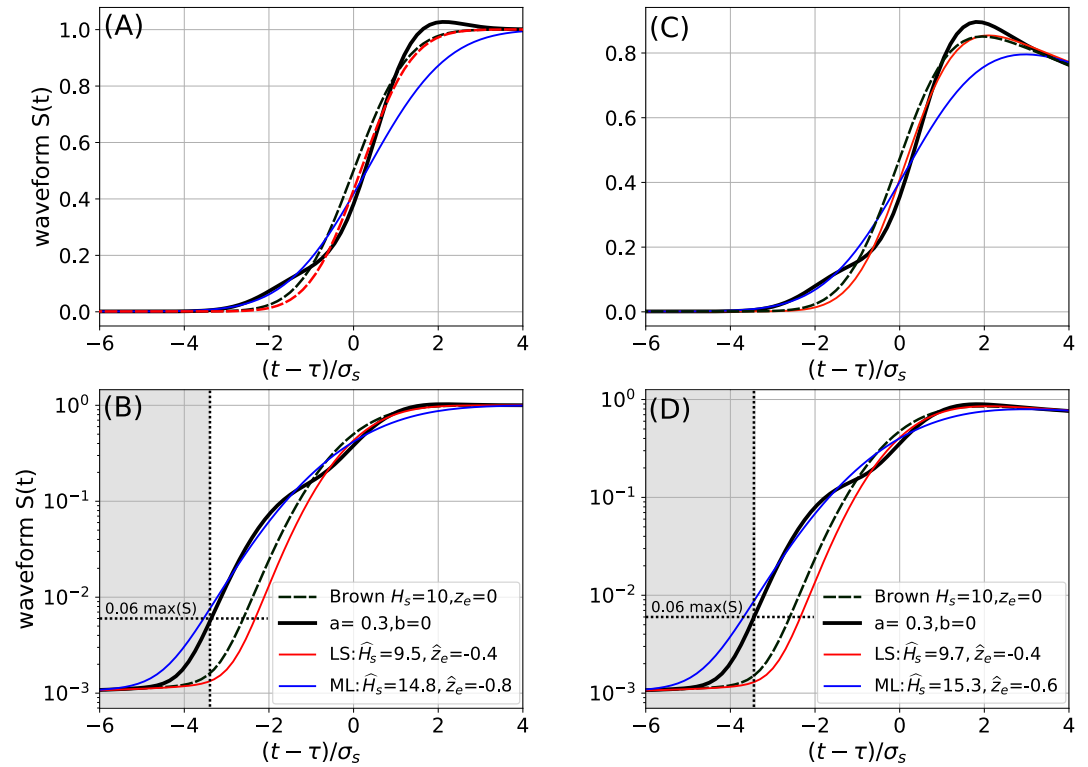 (A)
waveform S(t)
1.0
0.8
0.6
0.4
0.2
0.0
−6 −4 −2 0 2 4
(t − τ)/σₛ
(C)
0.8
0.6
0.4
0.2
0.0
−6 −4 −2 0 2 4
(t − τ)/σₛ
(B)
waveform S(t)
10⁰
10⁻¹
10⁻²
10⁻³
0.06 max(S)
Brown Hₛ=10,zₑ=0
a= 0.3,b=0
LS:Ĥₛ=9.5, ẑₑ=-0.4
ML:Ĥₛ=14.8, ẑₑ=-0.8
−6 −4 −2 0 2 4
(t − τ)/σₛ
(D)
10⁰
10⁻¹
10⁻²
10⁻³
0.06 max(S)
Brown Hₛ=10,zₑ=0
a= 0.3,b=0
LS:Ĥₛ=9.7, ẑₑ=-0.4
ML:Ĥₛ=15.3, ẑₑ=-0.6
−6 −4 −2 0 2 4
(t − τ)/σₛ